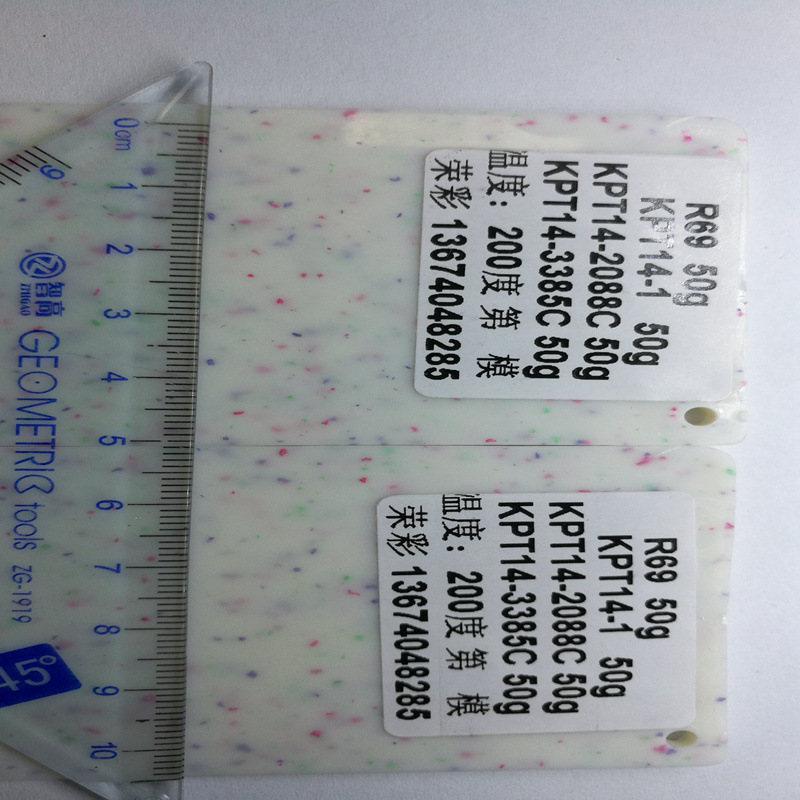 R69 50g
KPT14-1 50g
KPT14-2088C 50g
KPT14-3385C 50g
温度：200度 第 模
荣彩 13674048285
R69 50g
KPT14-1 50g
KPT14-2088C 50g
KPT14-3385C 50g
温度：200度 第 模
荣彩 13674048285
0cm 1 2 3 4 5 6 7 8 9 10
智高
ZHIGAO
GEOMETRIC tools ZG-1919
45°
9